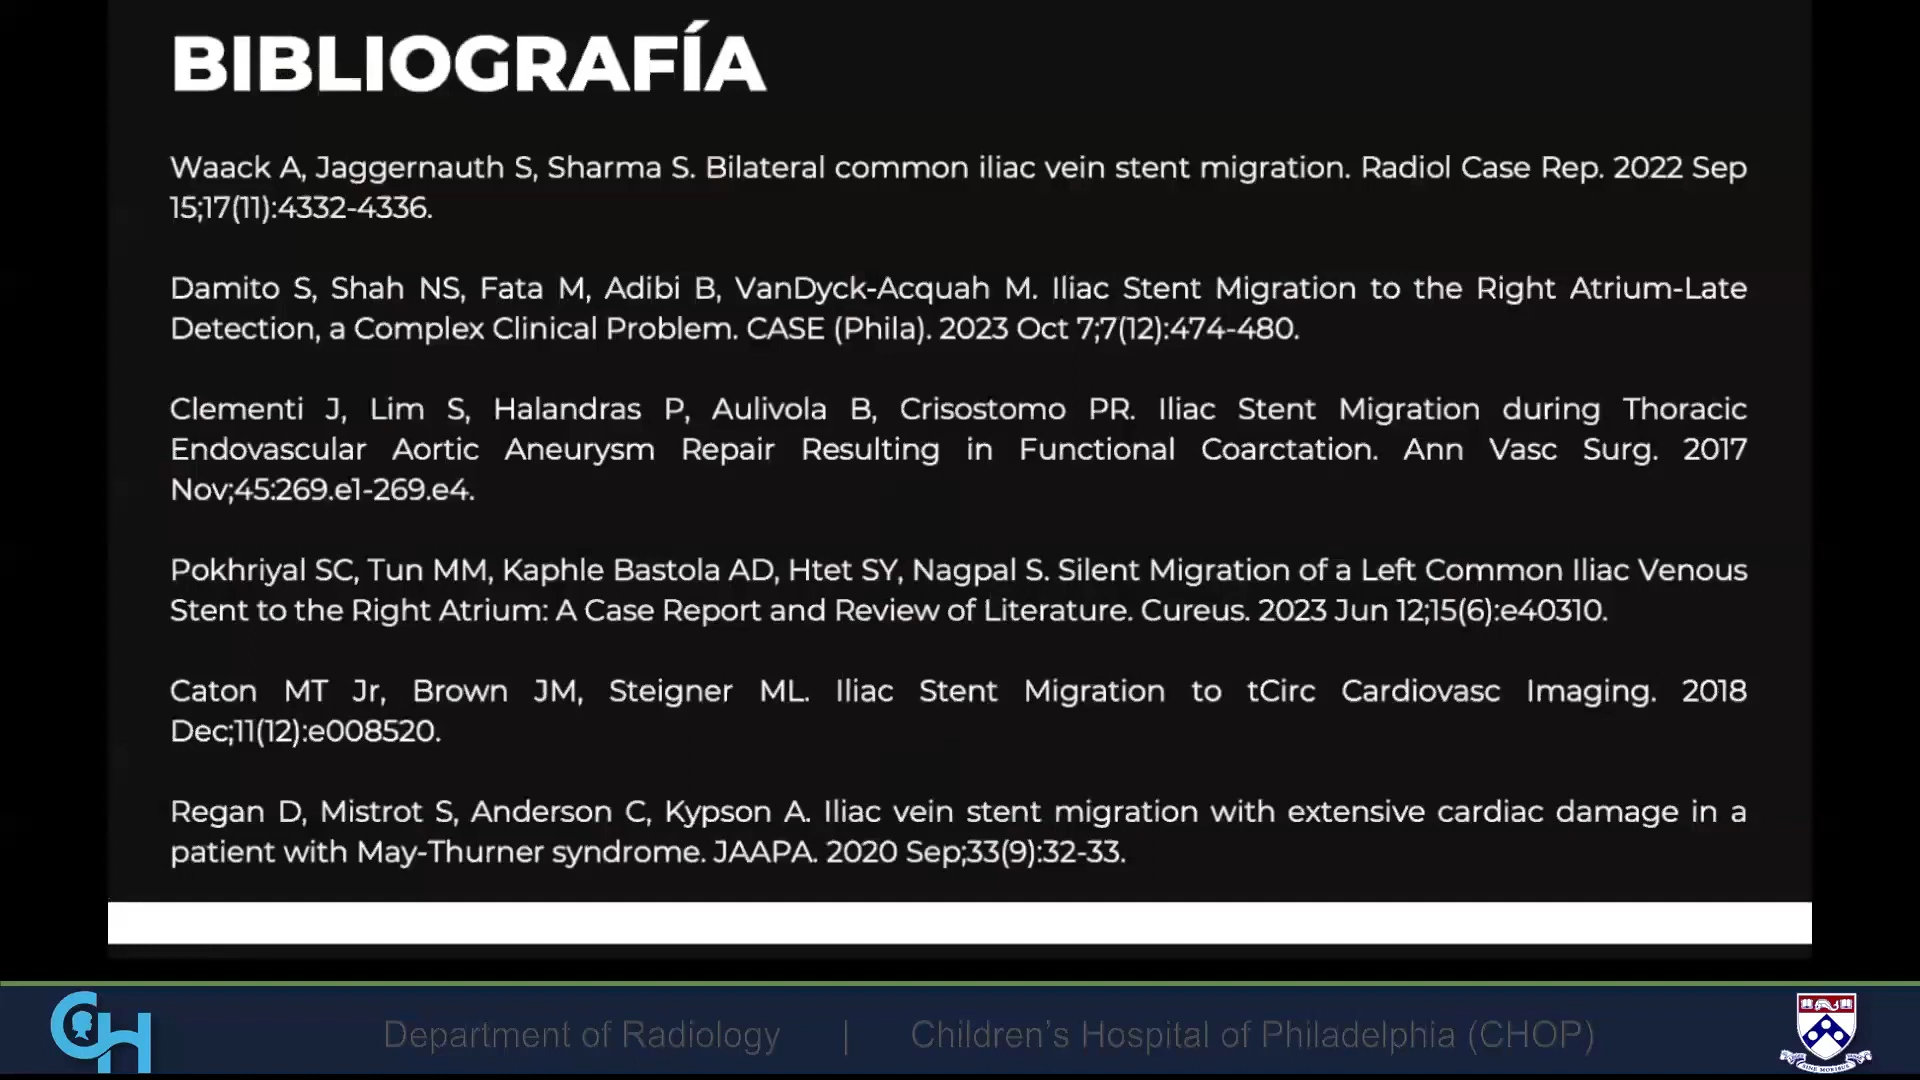 BIBLIOGRAFÍA
Waack A, Jaggernauth S, Sharma S. Bilateral common iliac vein stent migration. Radiol Case Rep. 2022 Sep
15;17(11):4332-4336.
Damito S, Shah NS, Fata M, Adibi B, VanDyck-Acquah M. Iliac Stent Migration to the Right Atrium-Late
Detection, a Complex Clinical Problem. CASE (Phila). 2023 Oct 7;7(12):474-480.
Clementi J, Lim S, Halandras P, Aulivola B, Crisostomo PR. Iliac Stent Migration during Thoracic
Endovascular Aortic Aneurysm Repair Resulting in Functional Coarctation. Ann Vasc Surg. 2017
Nov;45:269.e1-269.e4.
Pokhriyal SC, Tun MM, Kaphle Bastola AD, Htet SY, Nagpal S. Silent Migration of a Left Common Iliac Venous
Stent to the Right Atrium: A Case Report and Review of Literature. Cureus. 2023 Jun 12;15(6):e40310.
Caton MT Jr, Brown JM, Steigner ML. Iliac Stent Migration to tCirc Cardiovasc Imaging. 2018
Dec;11(12):e008520.
Regan D, Mistrot S, Anderson C, Kypson A. Iliac vein stent migration with extensive cardiac damage in a
patient with May-Thurner syndrome. JAAPA. 2020 Sep;33(9):32-33.
CH Department of Radiology | Children's Hospital of Philadelphia (CHOP)